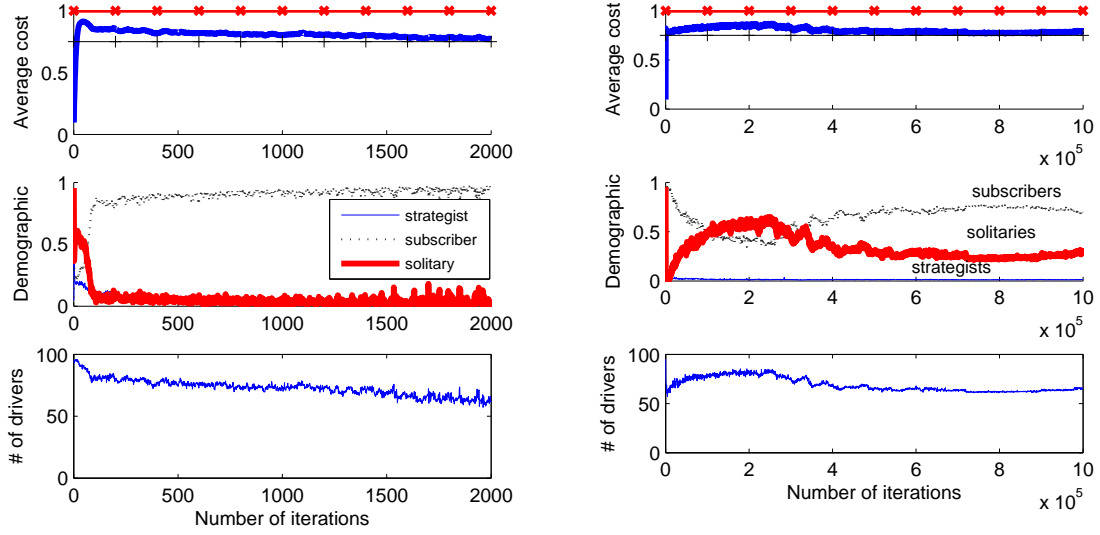 Average cost
1
0.5
0
0 500 1000 1500 2000
Demographic
1
0.5
0
strategist
subscriber
solitary
0 500 1000 1500 2000
# of drivers
100
50
0
0 500 1000 1500 2000
Number of iterations
Average cost
1
0.5
0
0 2 4 6 8 10
x 10^5
Demographic
1
0.5
0
subscribers
solitaries
strategists
0 2 4 6 8 10
x 10^5
# of drivers
100
50
0
0 2 4 6 8 10
Number of iterations
x 10^5